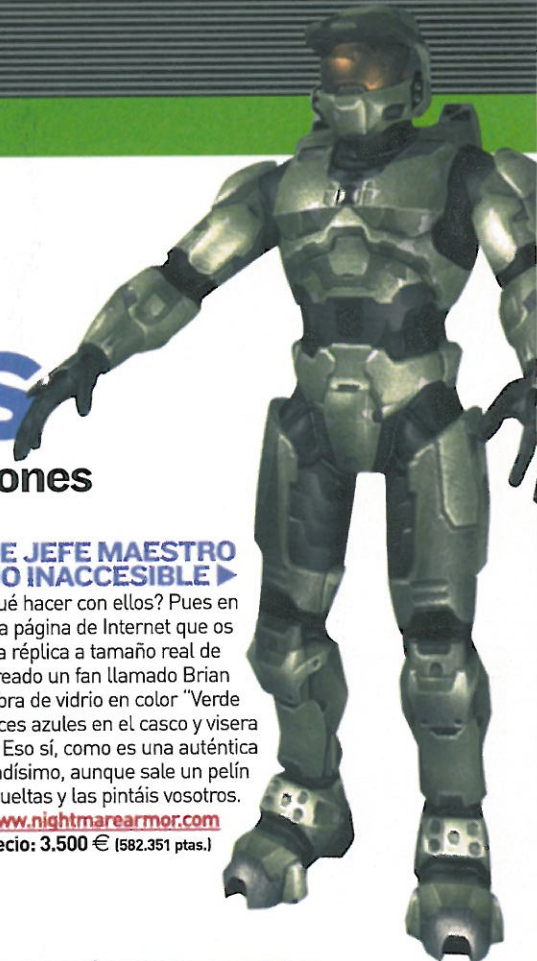 S
ones
E JEFE MAESTRO
O INACCESIBLE ▶
ué hacer con ellos? Pues en
a página de Internet que os
a réplica a tamaño real de
reado un fan llamado Brian
bra de vidrio en color "Verde
ces azules en el casco y visera
Eso sí, como es una auténtica
adísimo, aunque sale un pelín
ueltas y las pintáis vosotros.
ww.nightmarearmor.com
ecio: 3.500 € (582.351 ptas.)